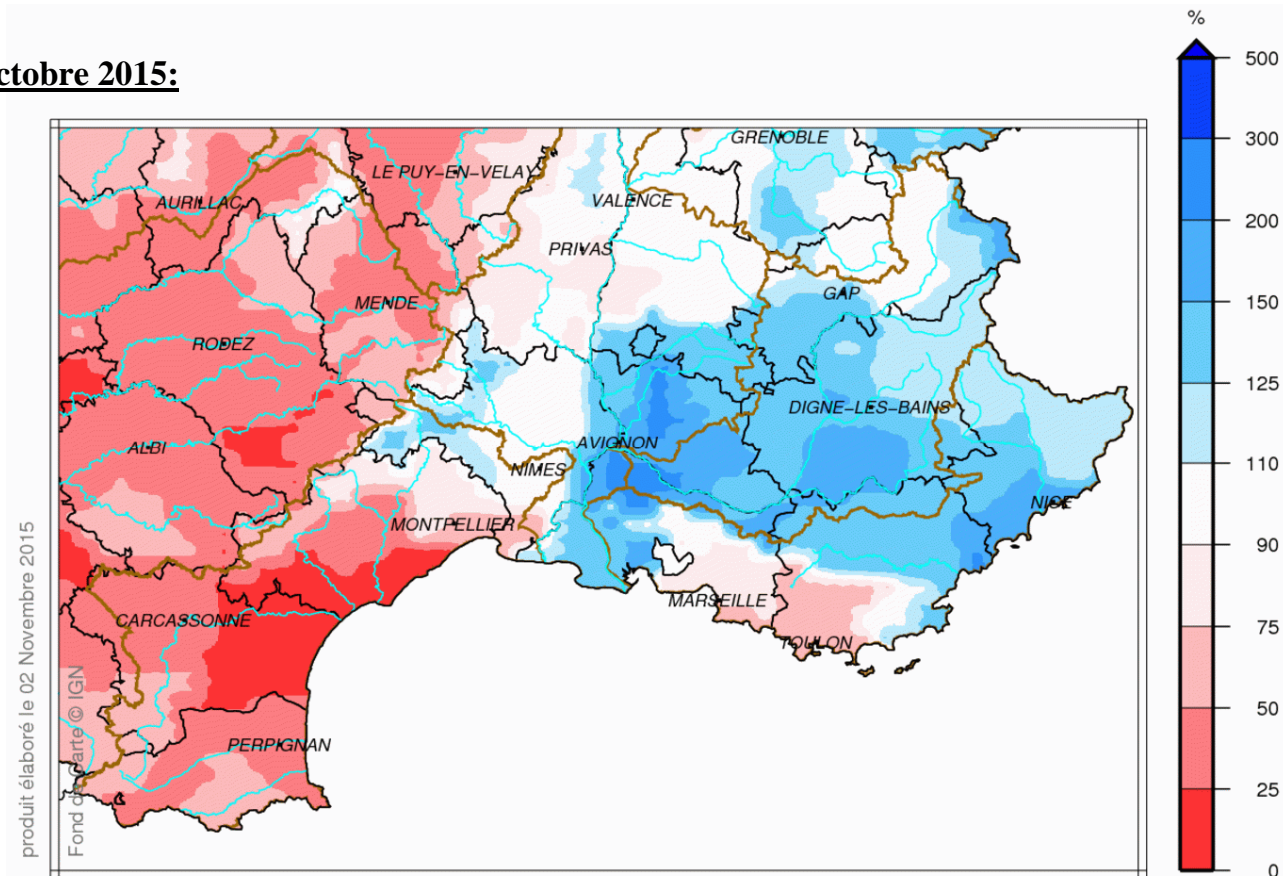 ctobre 2015:
%
500
300
200
150
125
110
90
75
50
25
0
GRENOBLE
LE PUY-EN-VELAY
AURILLAC
VALENCE
PRIVAS
GAP
MENDE
RODEZ
DIGNE-LES-BAINS
ALBI
AVIGNON
NIMES
NICE
MONTPELLIER
MARSEILLE
CARCASSONNE
TOULON
PERPIGNAN
produit élaboré le 02 Novembre 2015
Fond de carte © IGN